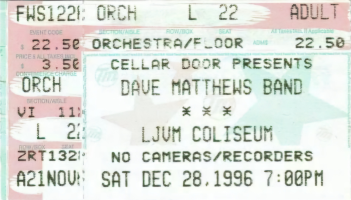 FWS1228 ORCH L 22 ADULT
22.50 ORCHESTRA/FLOOR 22.50
3.50 CELLAR DOOR PRESENTS
ORCH DAVE MATTHEWS BAND
***
VI 11
L 22 LJVM COLISEUM
ZRT132 NO CAMERAS/RECORDERS
A21NOV SAT DEC 28,1996 7:00PM